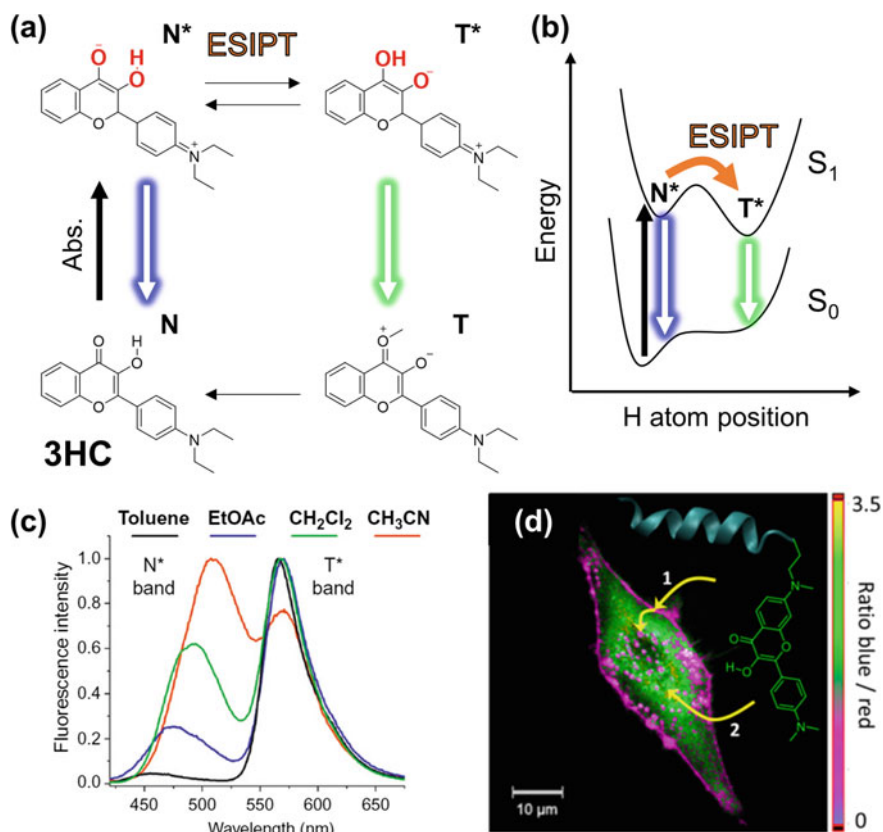 (a)
N*
ESIPT
T*
O⁻
H
O
OH
O⁻
O
N⁺
O
N⁺
Abs.
N
T
O
H
O
O
N
O⁺
O⁻
O
N
3HC
(b)
ESIPT
N*
T*
S₁
S₀
Energy
H atom position
(c)
Toluene
EtOAc
CH₂Cl₂
CH₃CN
N*
band
T*
band
Fluorescence intensity
1.0
0.8
0.6
0.4
0.2
0.0
450
500
550
600
650
Wavelength (nm)
(d)
1
2
10 µm
N
O
O
H-O
N
3.5
Ratio blue / red
0